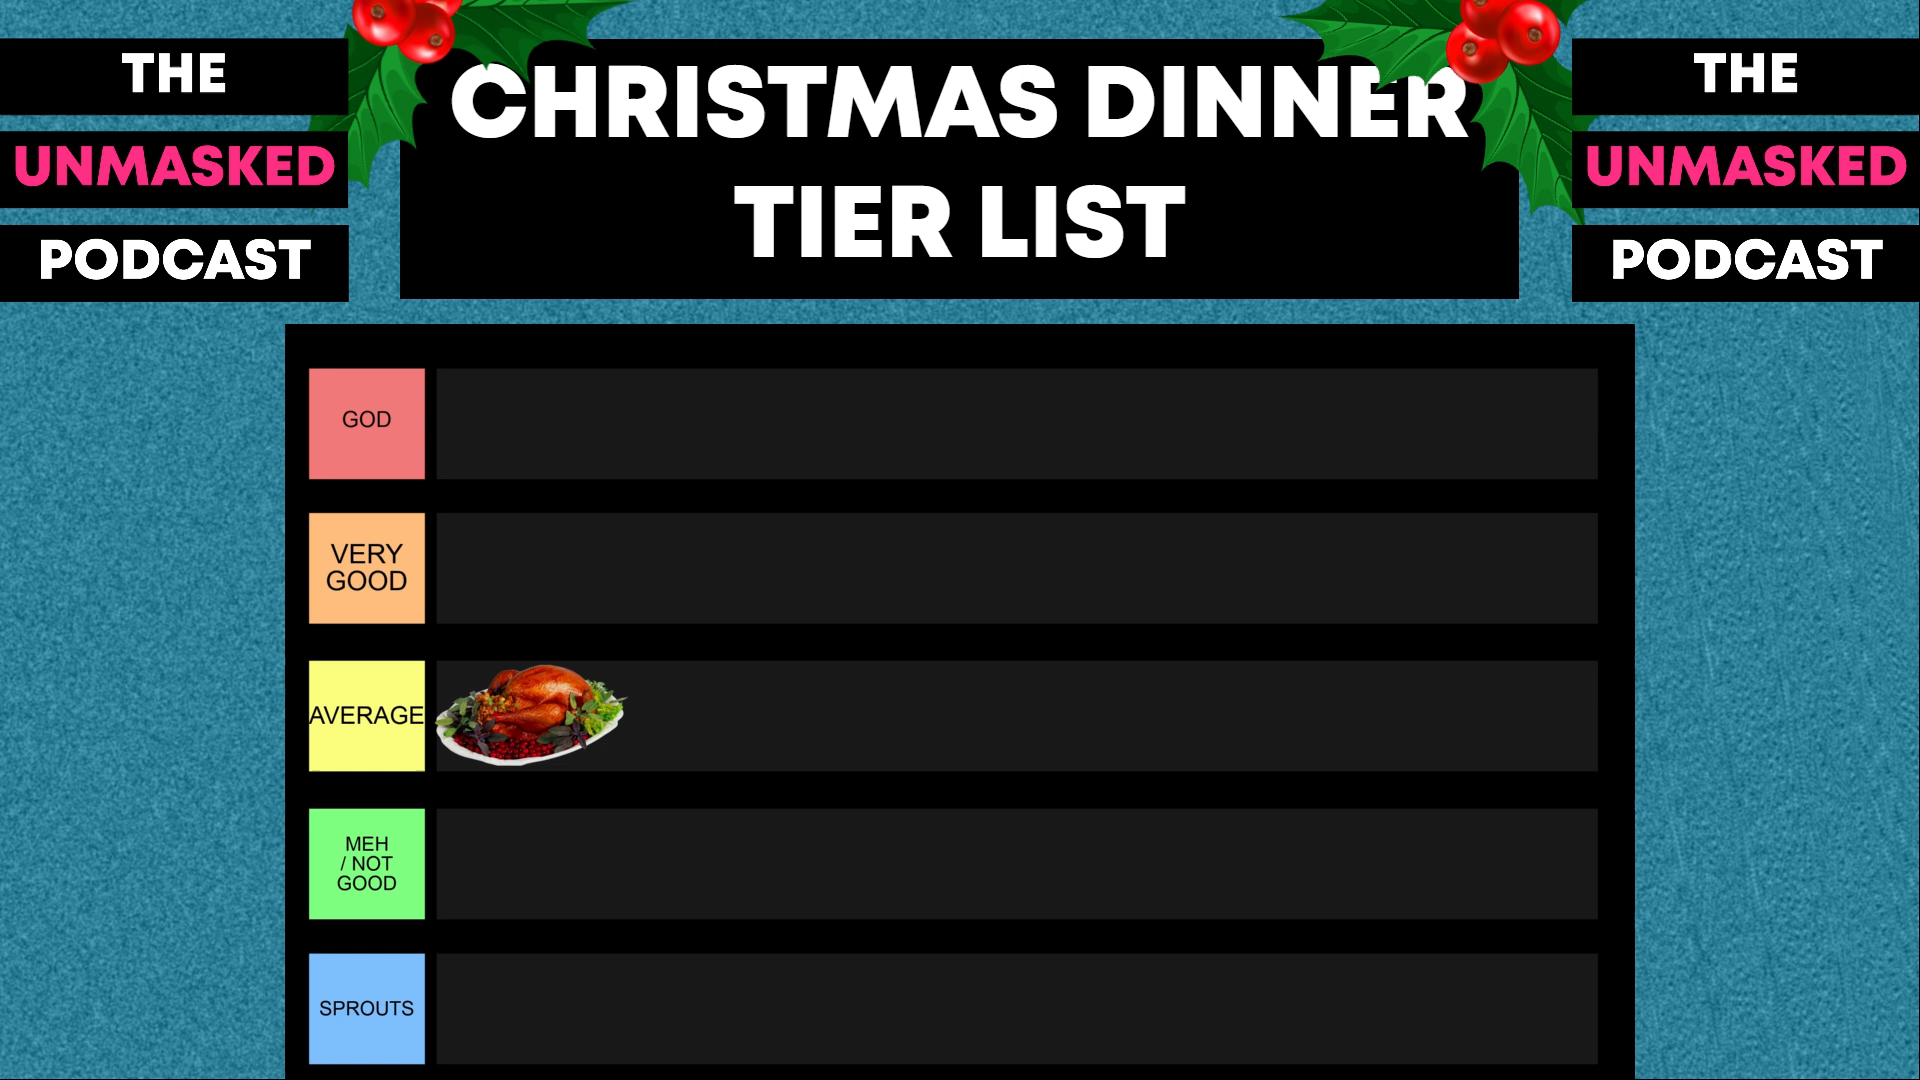 THE
UNMASKED
PODCAST
CHRISTMAS DINNER
TIER LIST
THE
UNMASKED
PODCAST
GOD
VERY
GOOD
AVERAGE
MEH
/ NOT
GOOD
SPROUTS